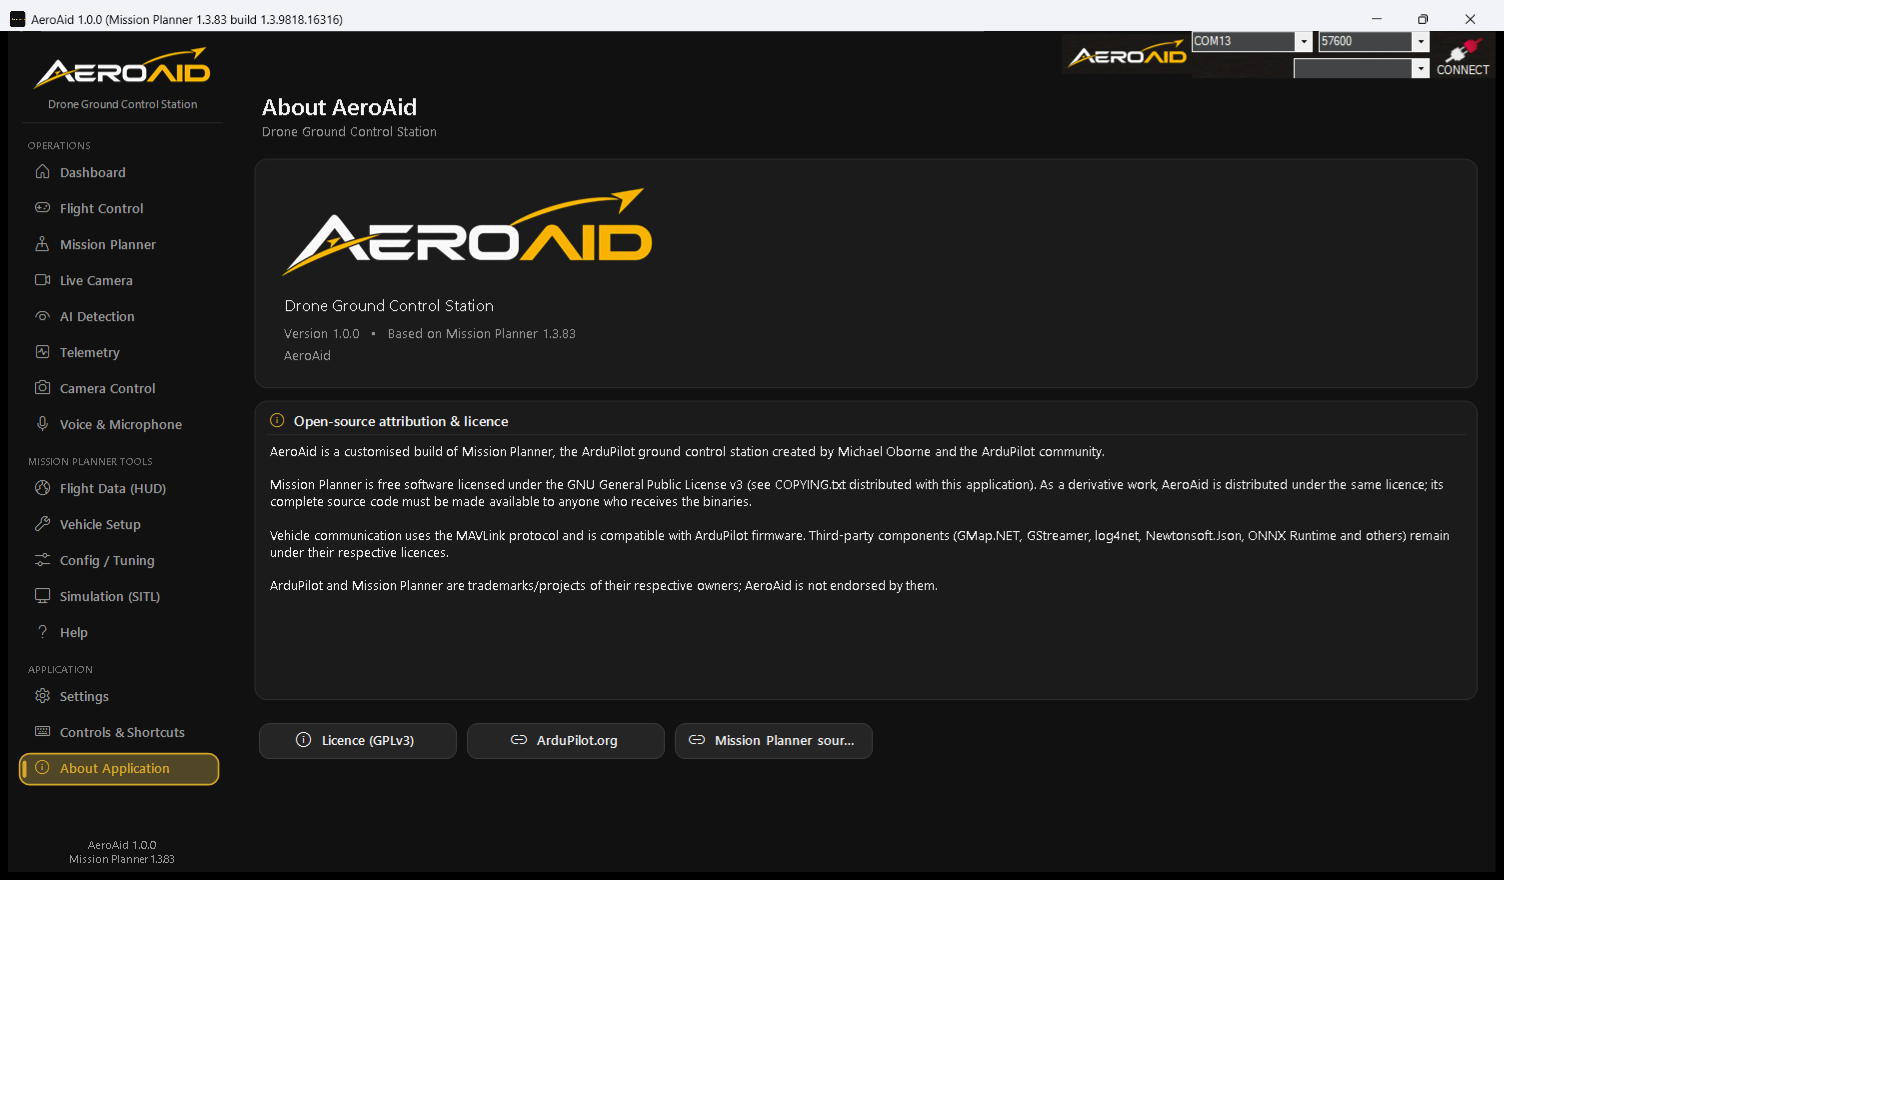 AeroAid 1.0.0 (Mission Planner 1.3.83 build 1.3.9818.16316)
AEROAID
Drone Ground Control Station
AEROAID
COM13
57600
CONNECT
About AeroAid
Drone Ground Control Station
OPERATIONS
Dashboard
Flight Control
Mission Planner
Live Camera
AI Detection
Telemetry
Camera Control
Voice & Microphone
MISSION PLANNER TOOLS
Flight Data (HUD)
Vehicle Setup
Config / Tuning
Simulation (SITL)
Help
APPLICATION
Settings
Controls & Shortcuts
About Application
AeroAid 1.0.0
Mission Planner 1.3.83
AEROAID
Drone Ground Control Station
Version 1.0.0 • Based on Mission Planner 1.3.83
AeroAid
Open-source attribution & licence
AeroAid is a customised build of Mission Planner, the ArduPilot ground control station created by Michael Oborne and the ArduPilot community.
Mission Planner is free software licensed under the GNU General Public License v3 (see COPYING.txt distributed with this application). As a derivative work, AeroAid is distributed under the same licence; its
complete source code must be made available to anyone who receives the binaries.
Vehicle communication uses the MAVLink protocol and is compatible with ArduPilot firmware. Third-party components (GMap.NET, GStreamer, log4net, Newtonsoft.Json, ONNX Runtime and others) remain
under their respective licences.
ArduPilot and Mission Planner are trademarks/projects of their respective owners; AeroAid is not endorsed by them.
Licence (GPLv3)
ArduPilot.org
Mission Planner sour...